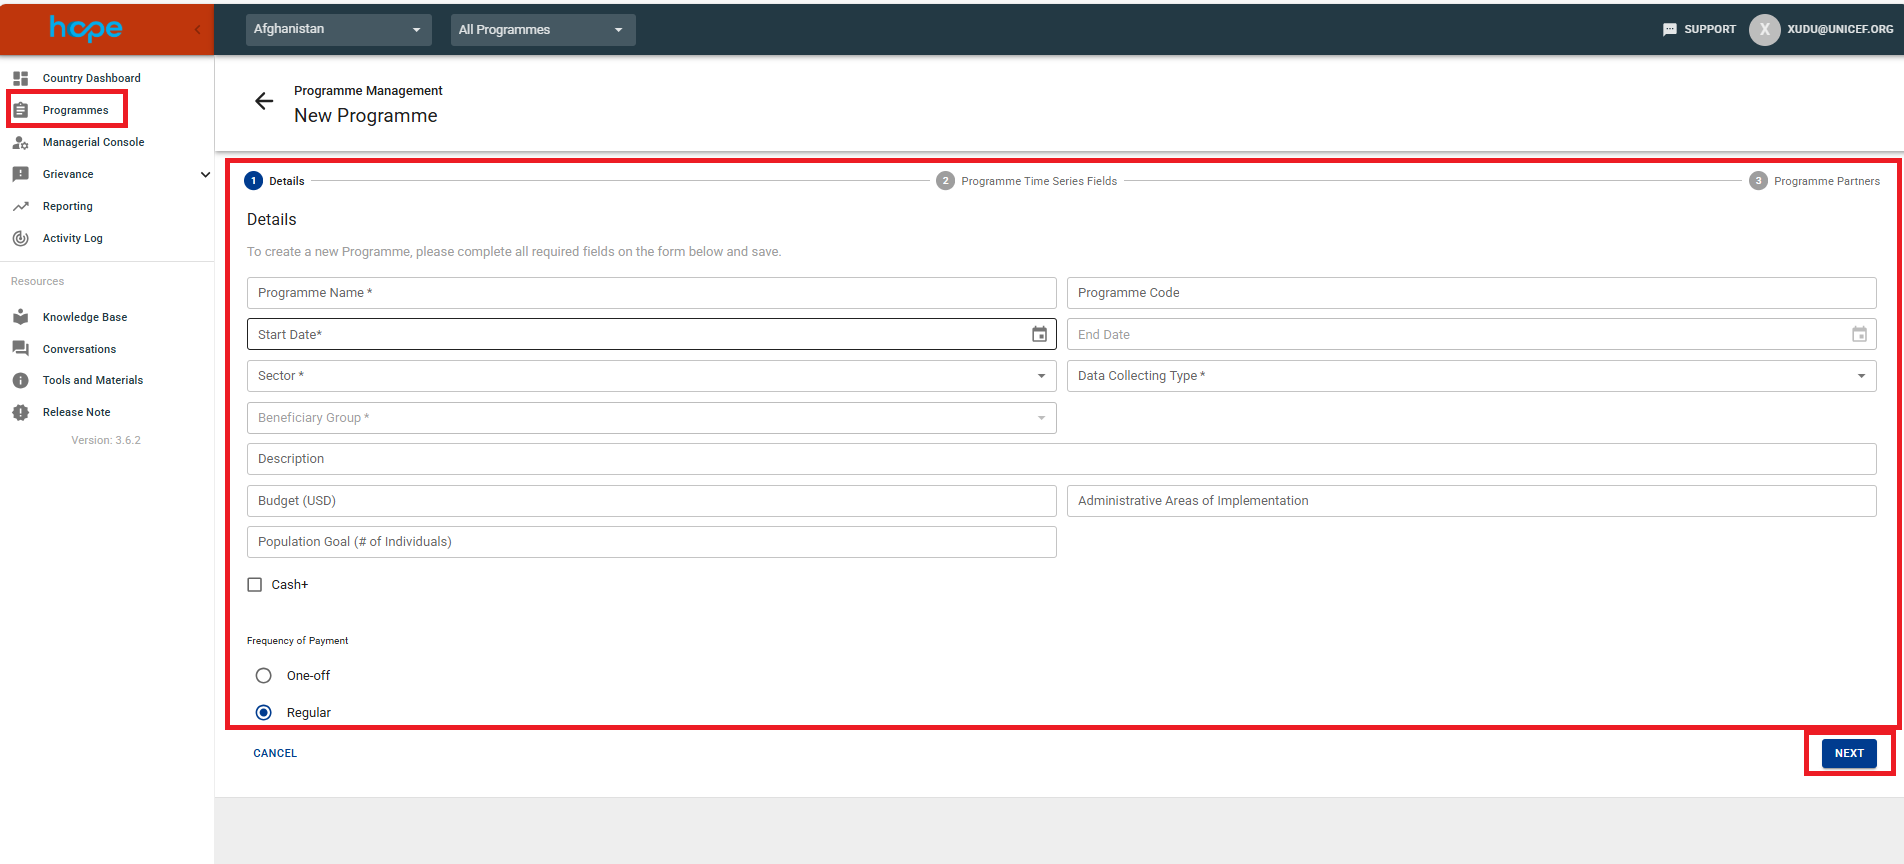 hope
Afghanistan
All Programmes
SUPPORT
X
XUDU@UNICEF.ORG
Country Dashboard
Programmes
Managerial Console
Grievance
Reporting
Activity Log
Resources
Knowledge Base
Conversations
Tools and Materials
Release Note
Version: 3.6.2
Programme Management
New Programme
1 Details
2 Programme Time Series Fields
3 Programme Partners
Details
To create a new Programme, please complete all required fields on the form below and save.
Programme Name *
Programme Code
Start Date*
End Date
Sector *
Data Collecting Type *
Beneficiary Group *
Description
Budget (USD)
Administrative Areas of Implementation
Population Goal (# of Individuals)
Cash+
Frequency of Payment
One-off
Regular
CANCEL
NEXT